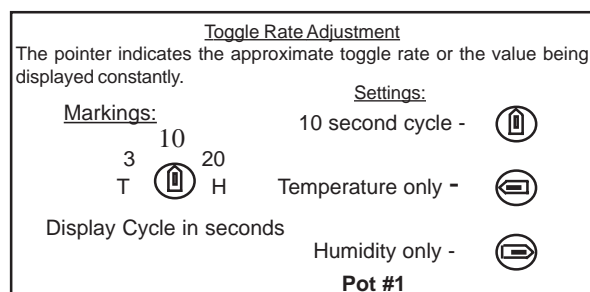 Toggle Rate Adjustment
The pointer indicates the approximate toggle rate or the value being
displayed constantly.
Markings:
10
3 20
T H
Display Cycle in seconds
Settings:
10 second cycle -
Temperature only -
Humidity only -
Pot #1